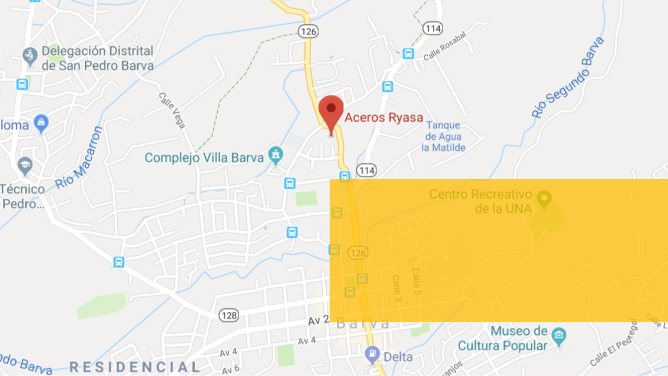 126
114
Calle Rosabal
Delegación Distrital
de San Pedro Barva
Río Segundo Barva
Calle Vega
Aceros Ryasa
loma
Tanque
de Agua
la Matilde
Río Macarron
Complejo Villa Barva
Técnico
Pedro...
114
Centro Recreativo
de la UNA
126
Calle 3
Calle 5
128
Av 2
Barva
Museo de
Cultura Popular
Av 4
Av 4
Delta
Av 6
Calle El Pedregal
ndo Barva
RESIDENCIAL